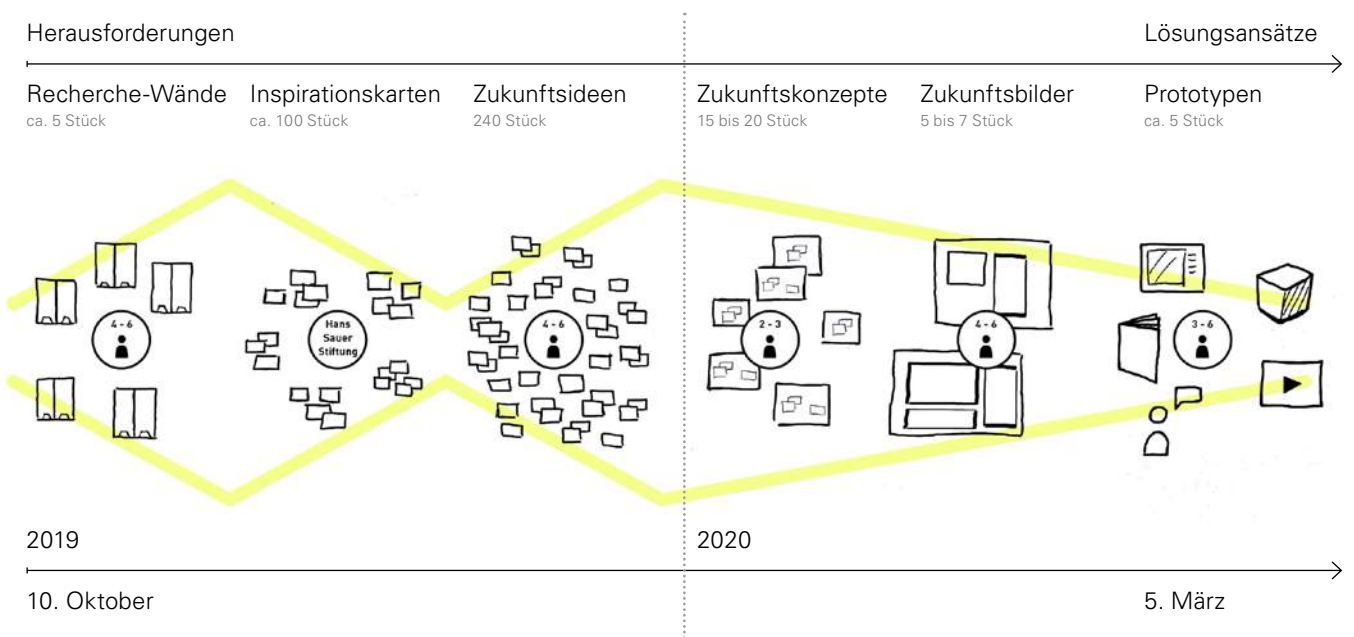 Herausforderungen
Lösungsansätze
Recherche-Wände
ca. 5 Stück
Inspirationskarten
ca. 100 Stück
Zukunftsideen
240 Stück
Zukunftskonzepte
15 bis 20 Stück
Zukunftsbilder
5 bis 7 Stück
Prototypen
ca. 5 Stück
4 - 6
Hans
Sauer
Stiftung
4 - 6
2 - 3
4 - 6
3 - 6
2019
2020
10. Oktober
5. März